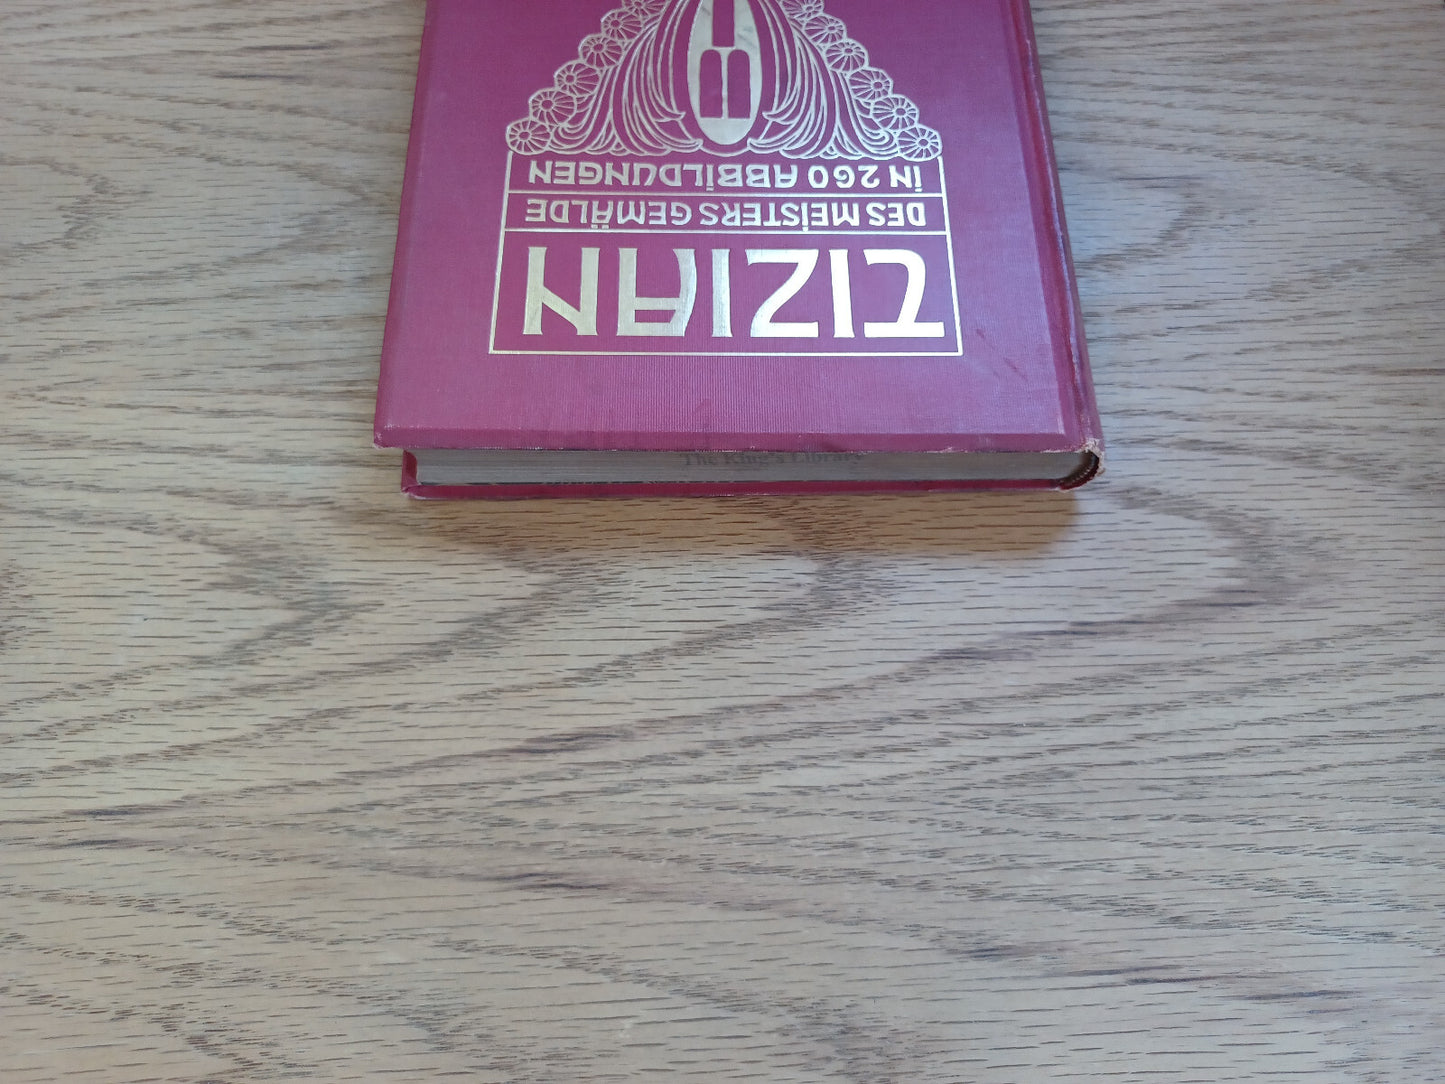 TIZIAN
DES MEISTERS GEMÄLDE
IN 260 ABBILDUNGEN
The King's Library